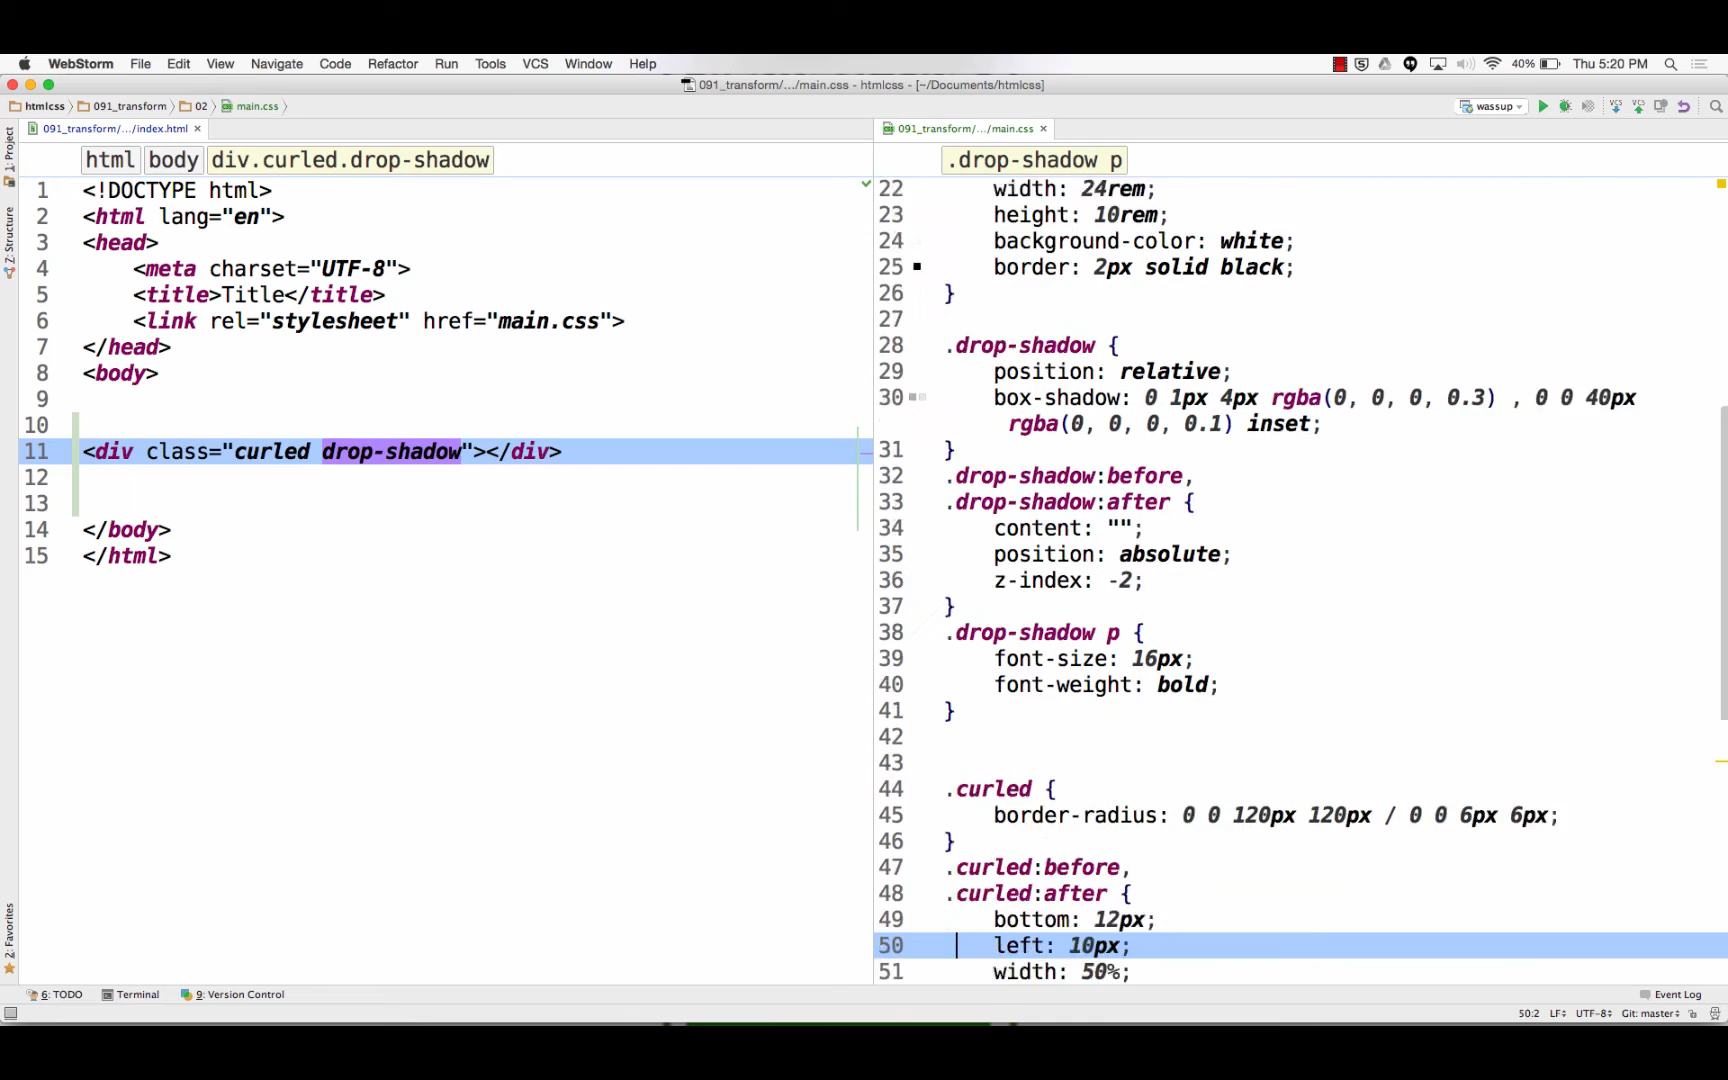 WebStorm File Edit View Navigate Code Refactor Run Tools VCS Window Help 40% Thu 5:20 PM
091_transform/.../main.css - htmlcss - [~/Documents/htmlcss]
htmlcss 091_transform 02 main.css wassup
091_transform/.../index.html
091_transform/.../main.css
1: Project
Z: Structure
2: Favorites
html body div.curled.drop-shadow
1 <!DOCTYPE html>
2 <html lang="en">
3 <head>
4 <meta charset="UTF-8">
5 <title>Title</title>
6 <link rel="stylesheet" href="main.css">
7 </head>
8 <body>
9
10
11 <div class="curled drop-shadow"></div>
12
13
14 </body>
15 </html>
.drop-shadow p
22 width: 24rem;
23 height: 10rem;
24 background-color: white;
25 border: 2px solid black;
26 }
27
28 .drop-shadow {
29 position: relative;
30 box-shadow: 0 1px 4px rgba(0, 0, 0, 0.3) , 0 0 40px
rgba(0, 0, 0, 0.1) inset;
31 }
32 .drop-shadow:before,
33 .drop-shadow:after {
34 content: "";
35 position: absolute;
36 z-index: -2;
37 }
38 .drop-shadow p {
39 font-size: 16px;
40 font-weight: bold;
41 }
42
43
44 .curled {
45 border-radius: 0 0 120px 120px / 0 0 6px 6px;
46 }
47 .curled:before,
48 .curled:after {
49 bottom: 12px;
50 left: 10px;
51 width: 50%;
6: TODO Terminal 9: Version Control Event Log
50:2 LF UTF-8 Git: master